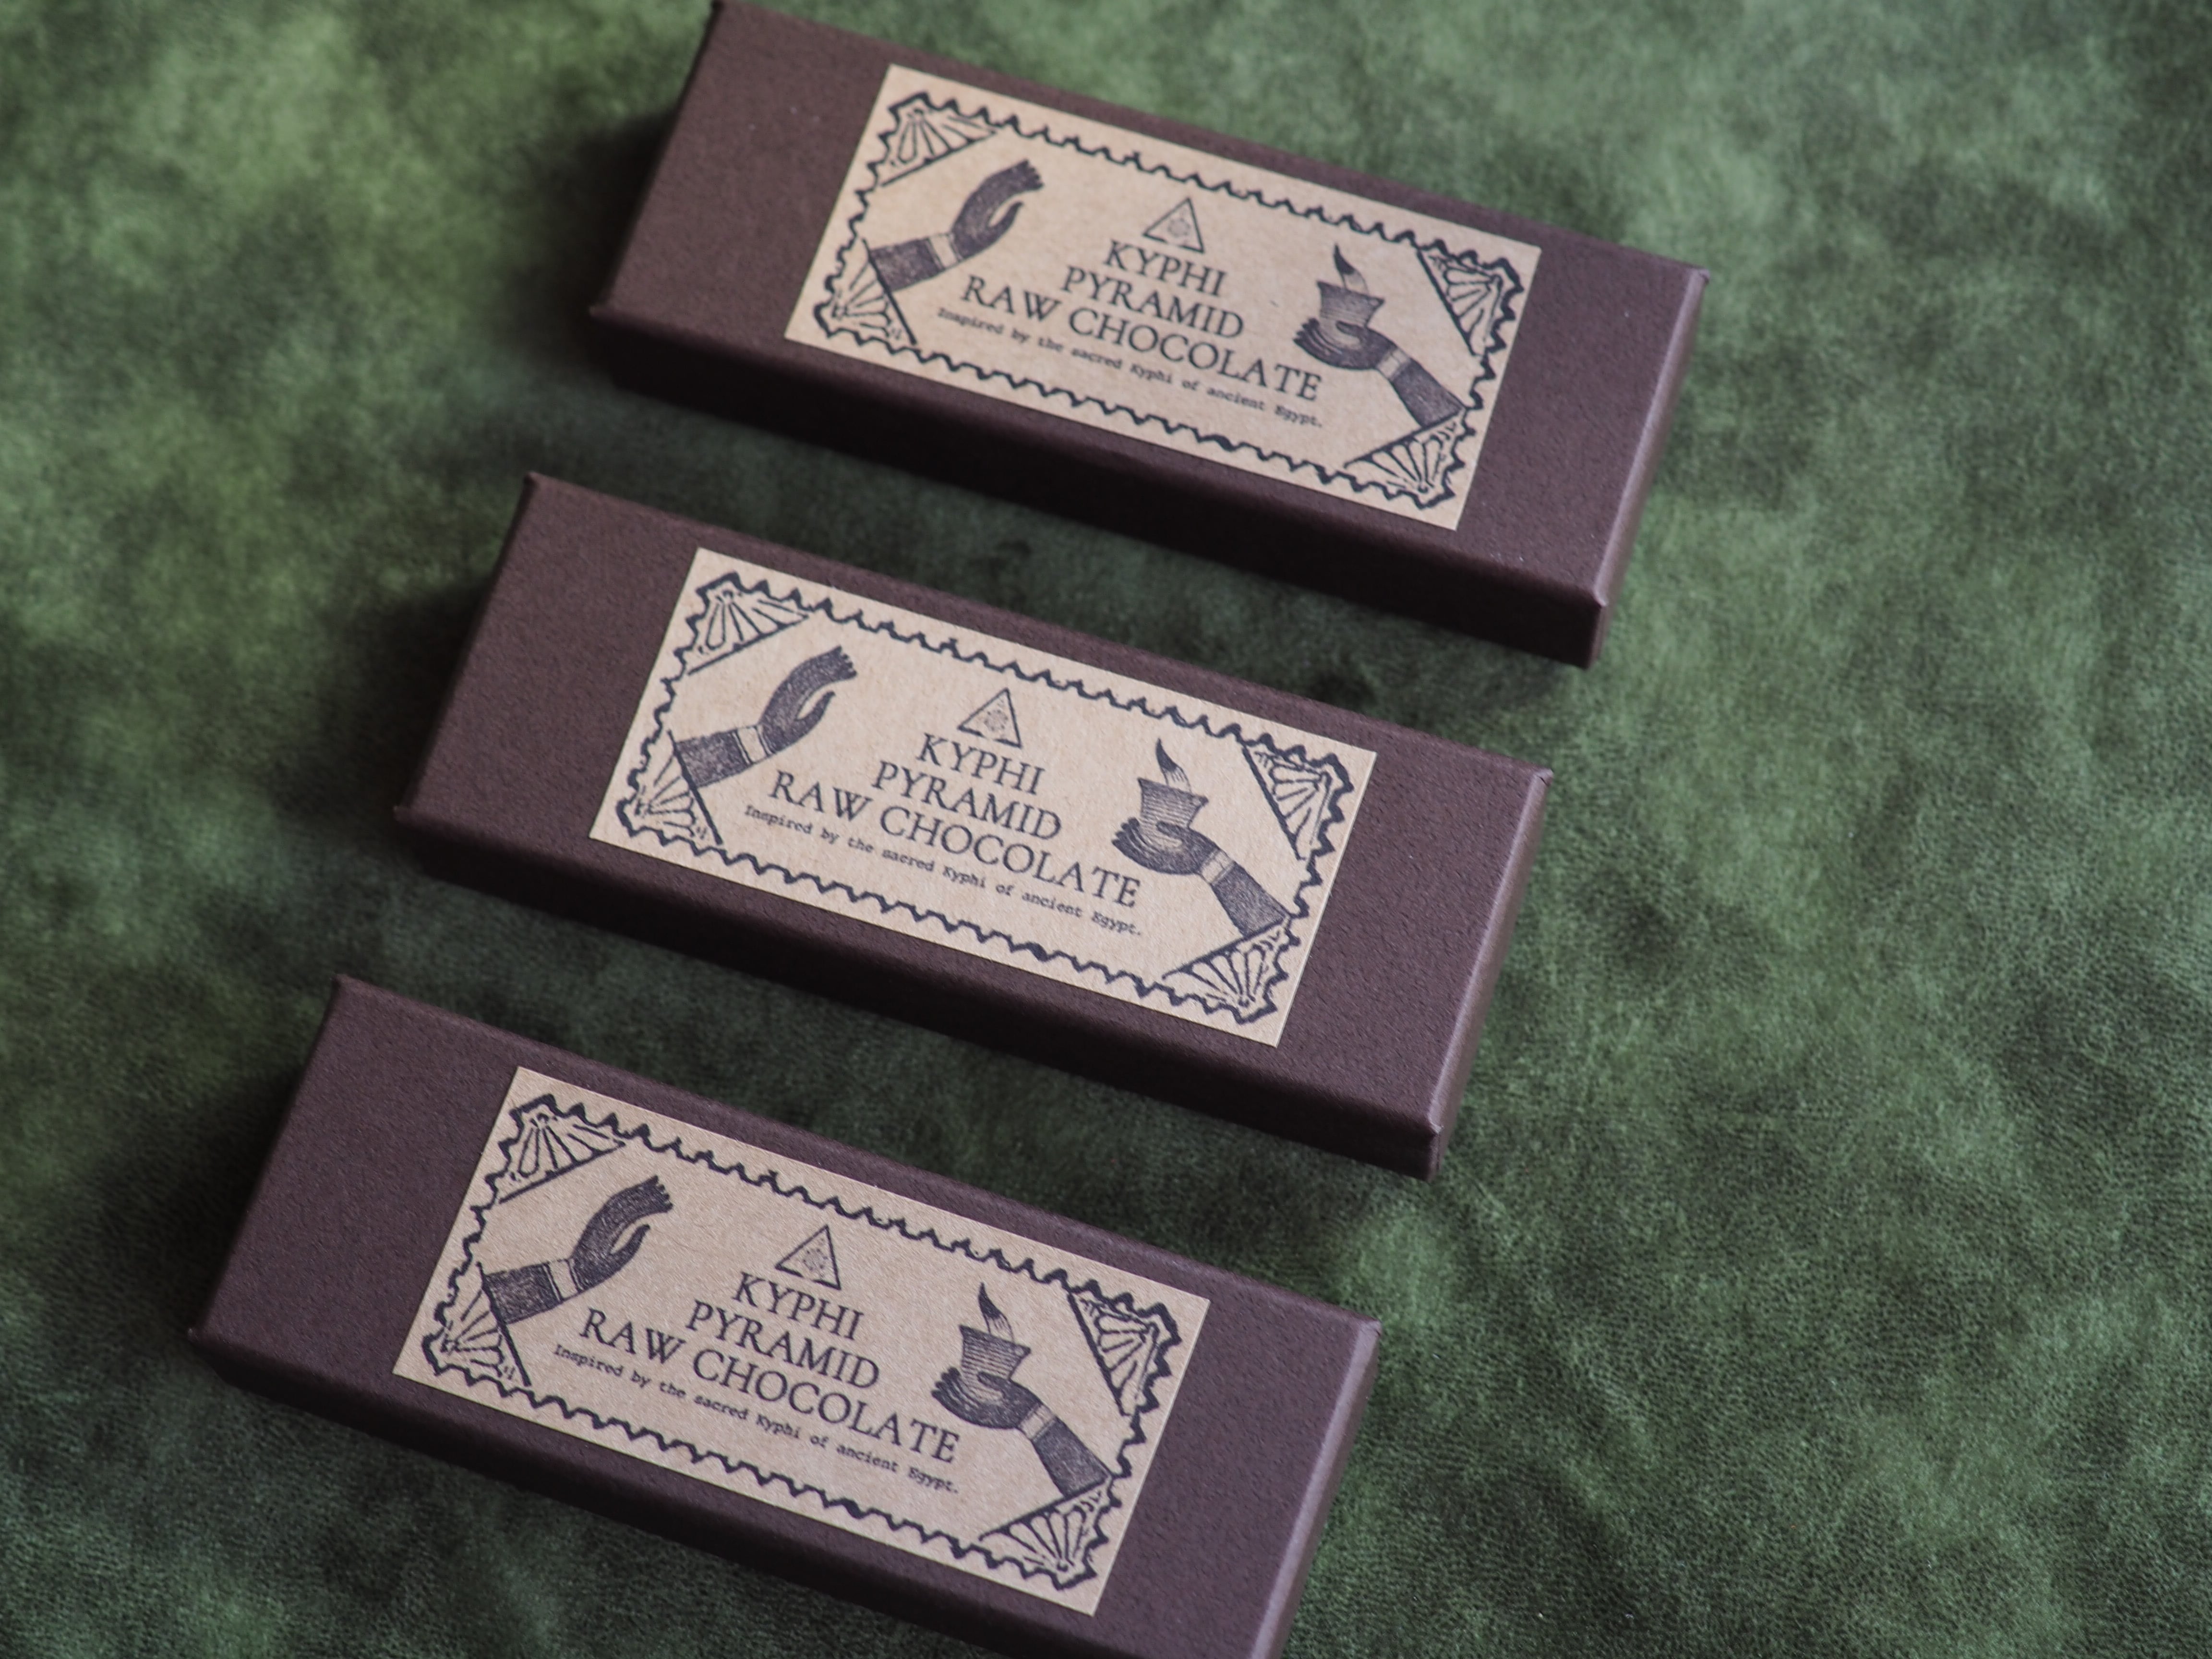 KYPHI
PYRAMID
RAW CHOCOLATE
Inspired by the sacred Kyphi of ancient Egypt.
KYPHI
PYRAMID
RAW CHOCOLATE
Inspired by the sacred Kyphi of ancient Egypt.
KYPHI
PYRAMID
RAW CHOCOLATE
Inspired by the sacred Kyphi of ancient Egypt.